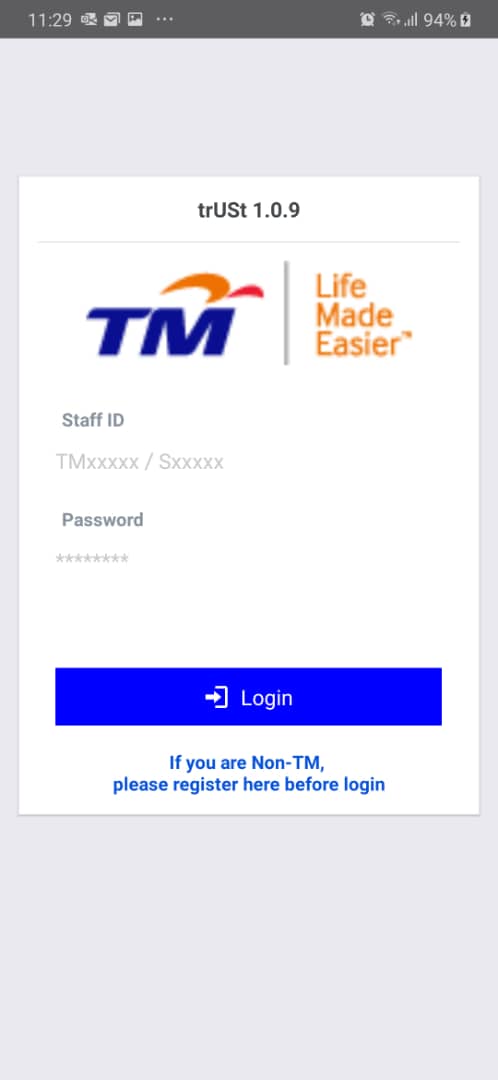 11:29
94%
trUSt 1.0.9
TM
Life
Made
Easier™
Staff ID
TMxxxxx / Sxxxxx
Password
********
Login
If you are Non-TM,
please register here before login